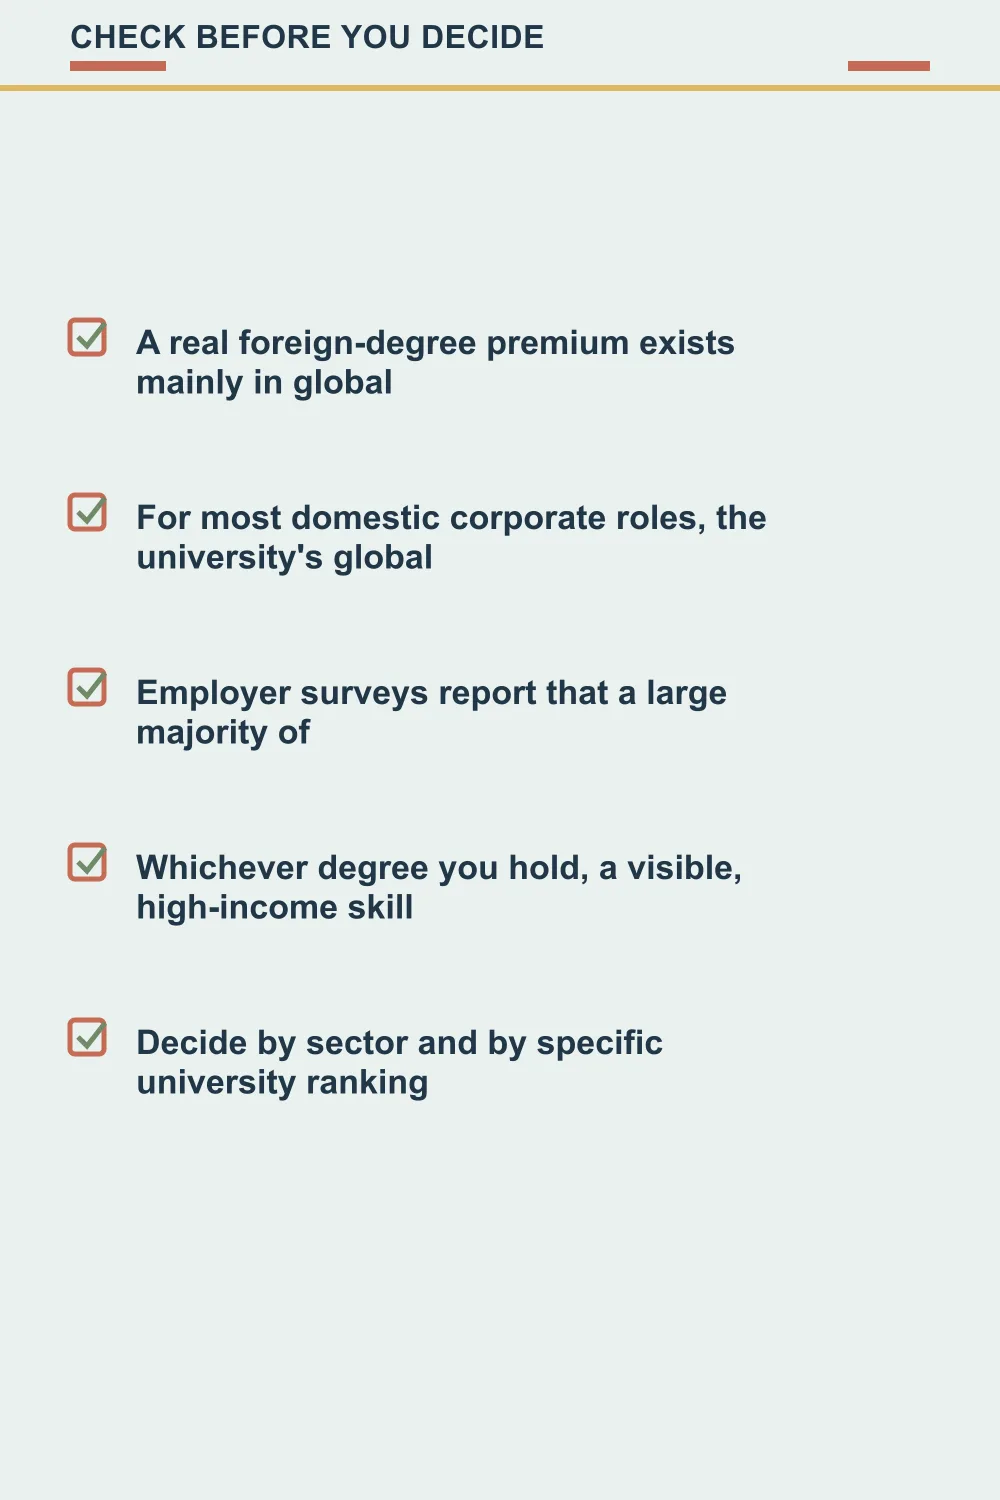 CHECK BEFORE YOU DECIDE
A real foreign-degree premium exists
mainly in global
For most domestic corporate roles, the
university's global
Employer surveys report that a large
majority of
Whichever degree you hold, a visible,
high-income skill
Decide by sector and by specific
university ranking